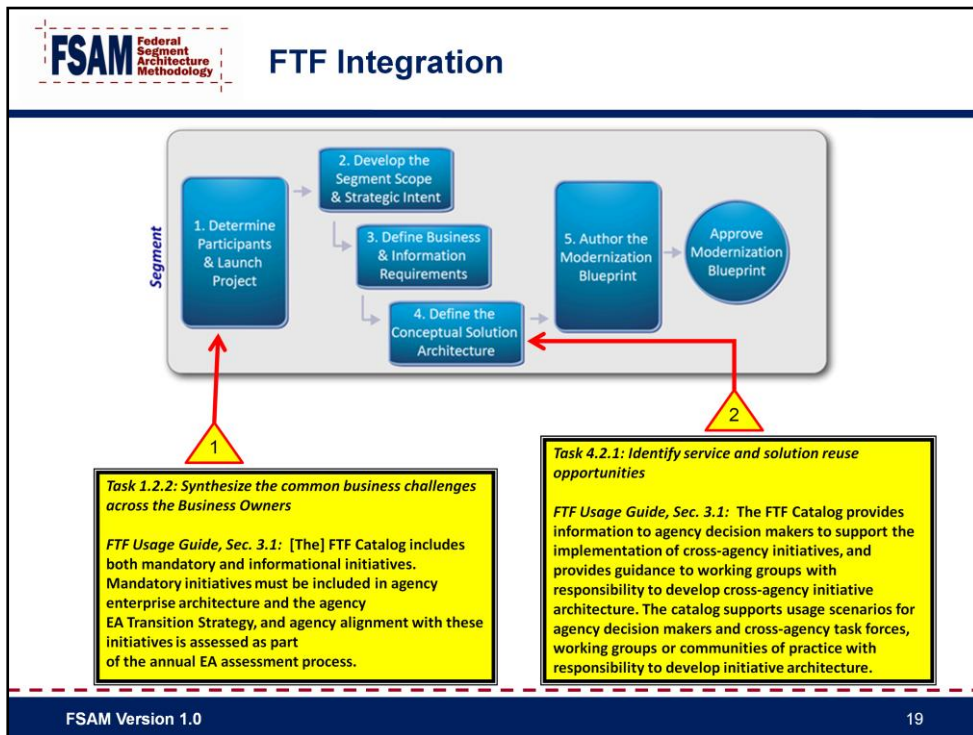 FSAM Federal
Segment
Architecture
Methodology
FTF Integration
Segment
1. Determine
Participants
& Launch
Project
2. Develop the
Segment Scope
& Strategic Intent
3. Define Business
& Information
Requirements
4. Define the
Conceptual Solution
Architecture
5. Author the
Modernization
Blueprint
Approve
Modernization
Blueprint
1
Task 1.2.2: Synthesize the common business challenges
across the Business Owners
FTF Usage Guide, Sec. 3.1: [The] FTF Catalog includes
both mandatory and informational initiatives.
Mandatory initiatives must be included in agency
enterprise architecture and the agency
EA Transition Strategy, and agency alignment with these
initiatives is assessed as part
of the annual EA assessment process.
2
Task 4.2.1: Identify service and solution reuse
opportunities
FTF Usage Guide, Sec. 3.1: The FTF Catalog provides
information to agency decision makers to support the
implementation of cross-agency initiatives, and
provides guidance to working groups with
responsibility to develop cross-agency initiative
architecture. The catalog supports usage scenarios for
agency decision makers and cross-agency task forces,
working groups or communities of practice with
responsibility to develop initiative architecture.
FSAM Version 1.0
19